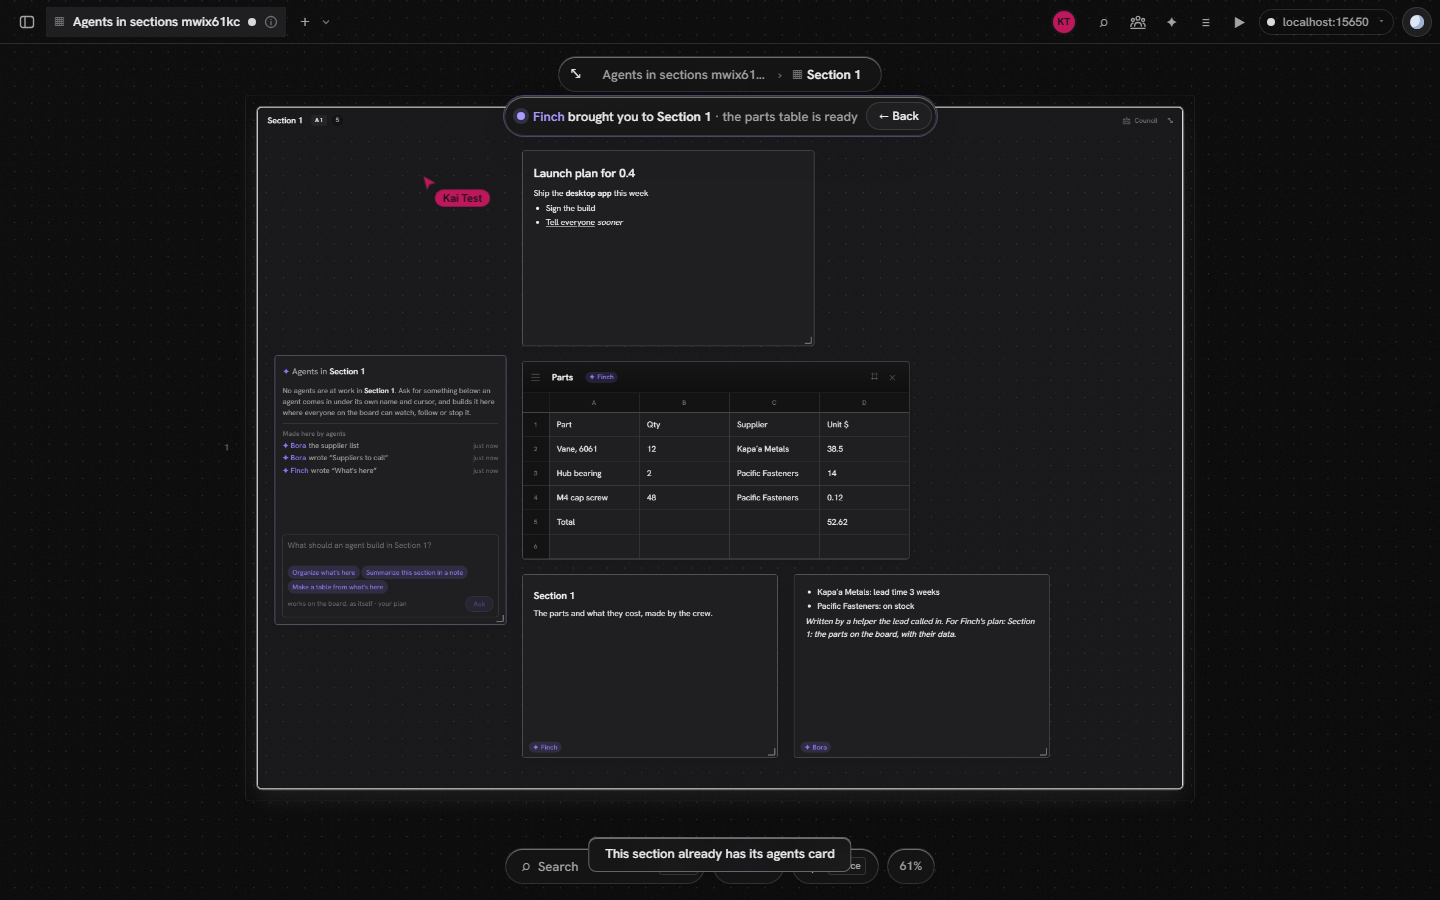 Agents in sections mwix61kc
KT
localhost:15650
Agents in sections mwix61... › Section 1
Section 1 A1 5
Finch brought you to Section 1 · the parts table is ready
← Back
Council
Kai Test
Launch plan for 0.4
Ship the desktop app this week
• Sign the build
• Tell everyone sooner
Agents in Section 1
No agents are at work in Section 1. Ask for something below: an
agent comes in under its own name and cursor, and builds it here
where everyone on the board can watch, follow or stop it.
Made here by agents
Bora the supplier list just now
Bora wrote “Suppliers to call” just now
Finch wrote “What's here” just now
What should an agent build in Section 1?
Organize what's here
Summarize this section in a note
Make a table from what's here
works on the board, as itself · your plan
Ask
1
Parts
Finch
A B C D
1 Part Qty Supplier Unit $
2 Vane, 6061 12 Kapa'a Metals 38.5
3 Hub bearing 2 Pacific Fasteners 14
4 M4 cap screw 48 Pacific Fasteners 0.12
5 Total 52.62
6
Section 1
The parts and what they cost, made by the crew.
Finch
• Kapa'a Metals: lead time 3 weeks
• Pacific Fasteners: on stock
Written by a helper the lead called in. For Finch's plan: Section
1: the parts on the board, with their data.
Bora
This section already has its agents card
Search
61%